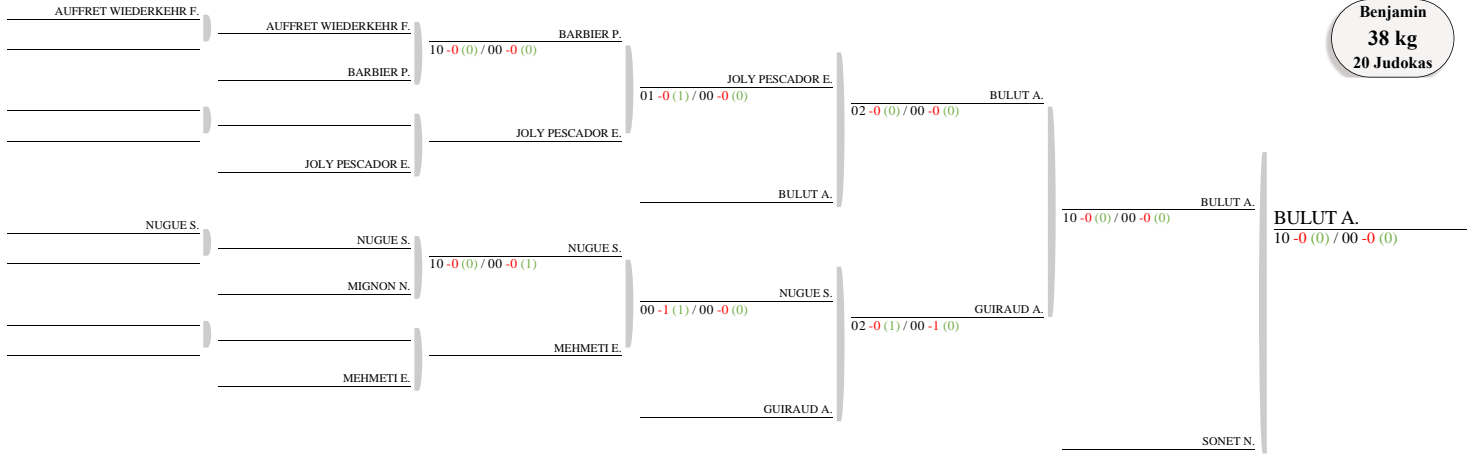 AUFFRET WIEDERKEHR F.
NUGUE S.
AUFFRET WIEDERKEHR F.
BARBIER P.
JOLY PESCADOR E.
NUGUE S.
MIGNON N.
MEHMETI E.
BARBIER P.
10 -0 (0) / 00 -0 (0)
JOLY PESCADOR E.
NUGUE S.
10 -0 (0) / 00 -0 (1)
MEHMETI E.
JOLY PESCADOR E.
01 -0 (1) / 00 -0 (0)
BULUT A.
NUGUE S.
00 -1 (1) / 00 -0 (0)
GUIRAUD A.
BULUT A.
02 -0 (0) / 00 -0 (0)
GUIRAUD A.
02 -0 (1) / 00 -1 (0)
BULUT A.
10 -0 (0) / 00 -0 (0)
SONET N.
BULUT A.
10 -0 (0) / 00 -0 (0)
Benjamin
38 kg
20 Judokas